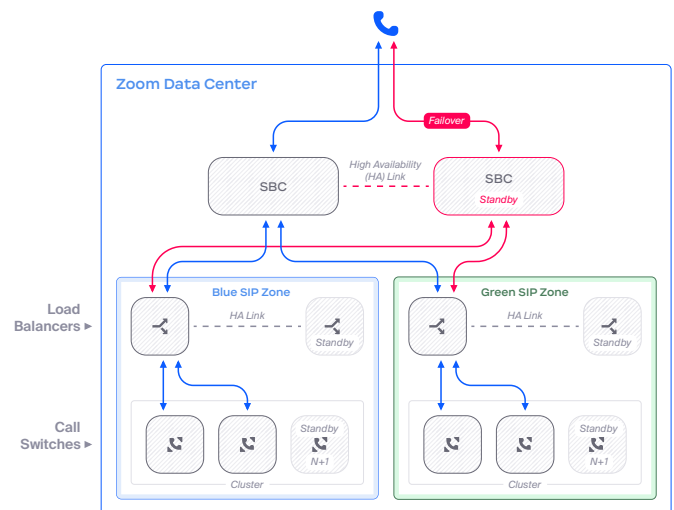 Zoom Data Center
Failover
High Availability
(HA) Link
SBC
SBC
Standby
Blue SIP Zone
Green SIP Zone
Load
Balancers
HA Link
Standby
HA Link
Standby
Call
Switches
Standby
N+1
Cluster
Standby
N+1
Cluster